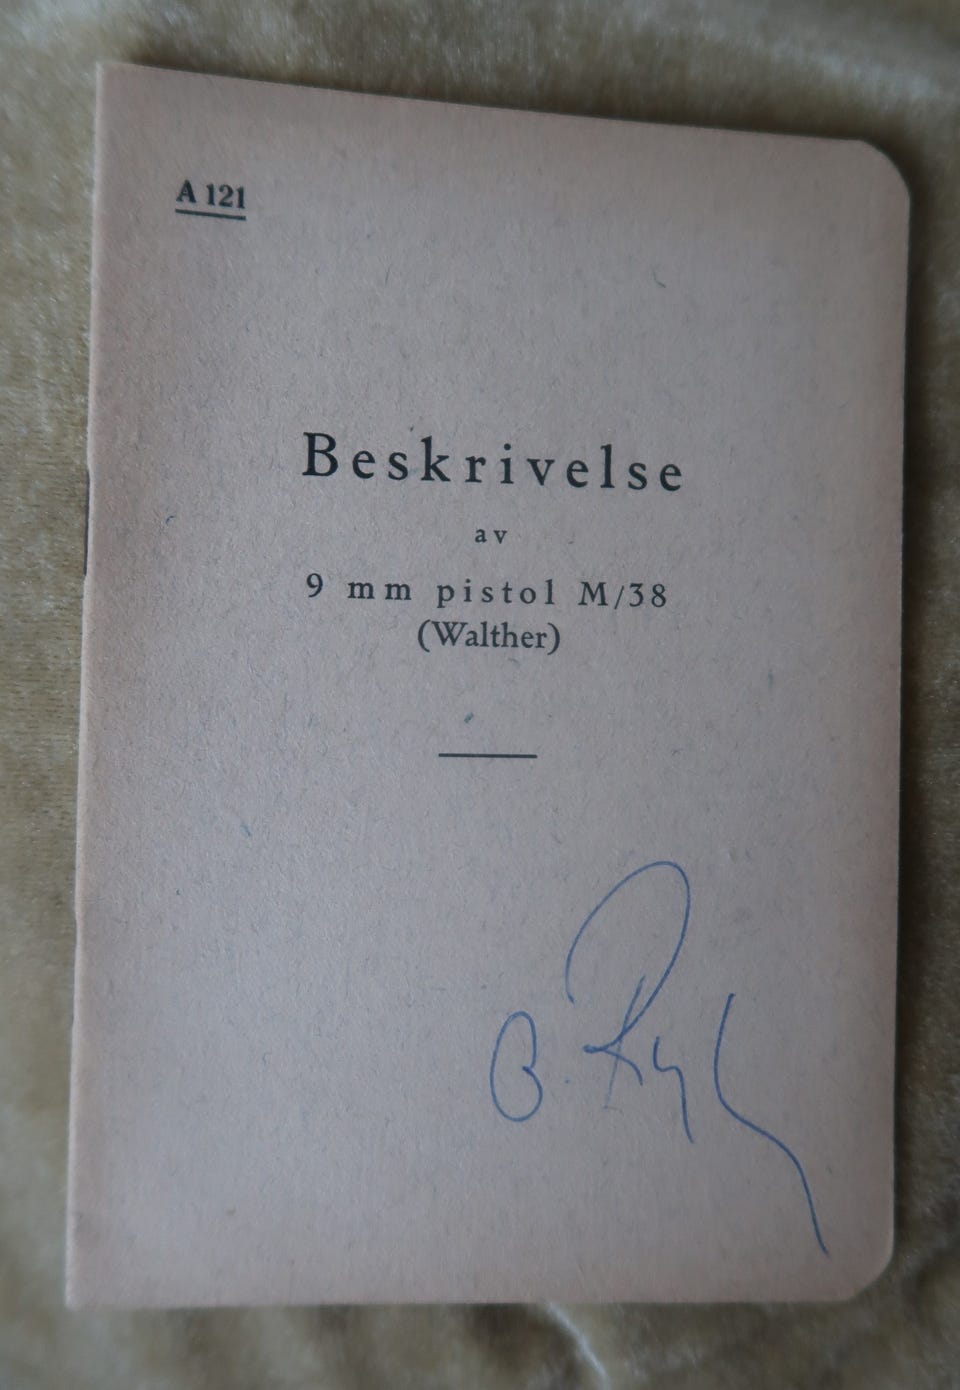 A 121
Beskrivelse
av
9 mm pistol M/38
(Walther)